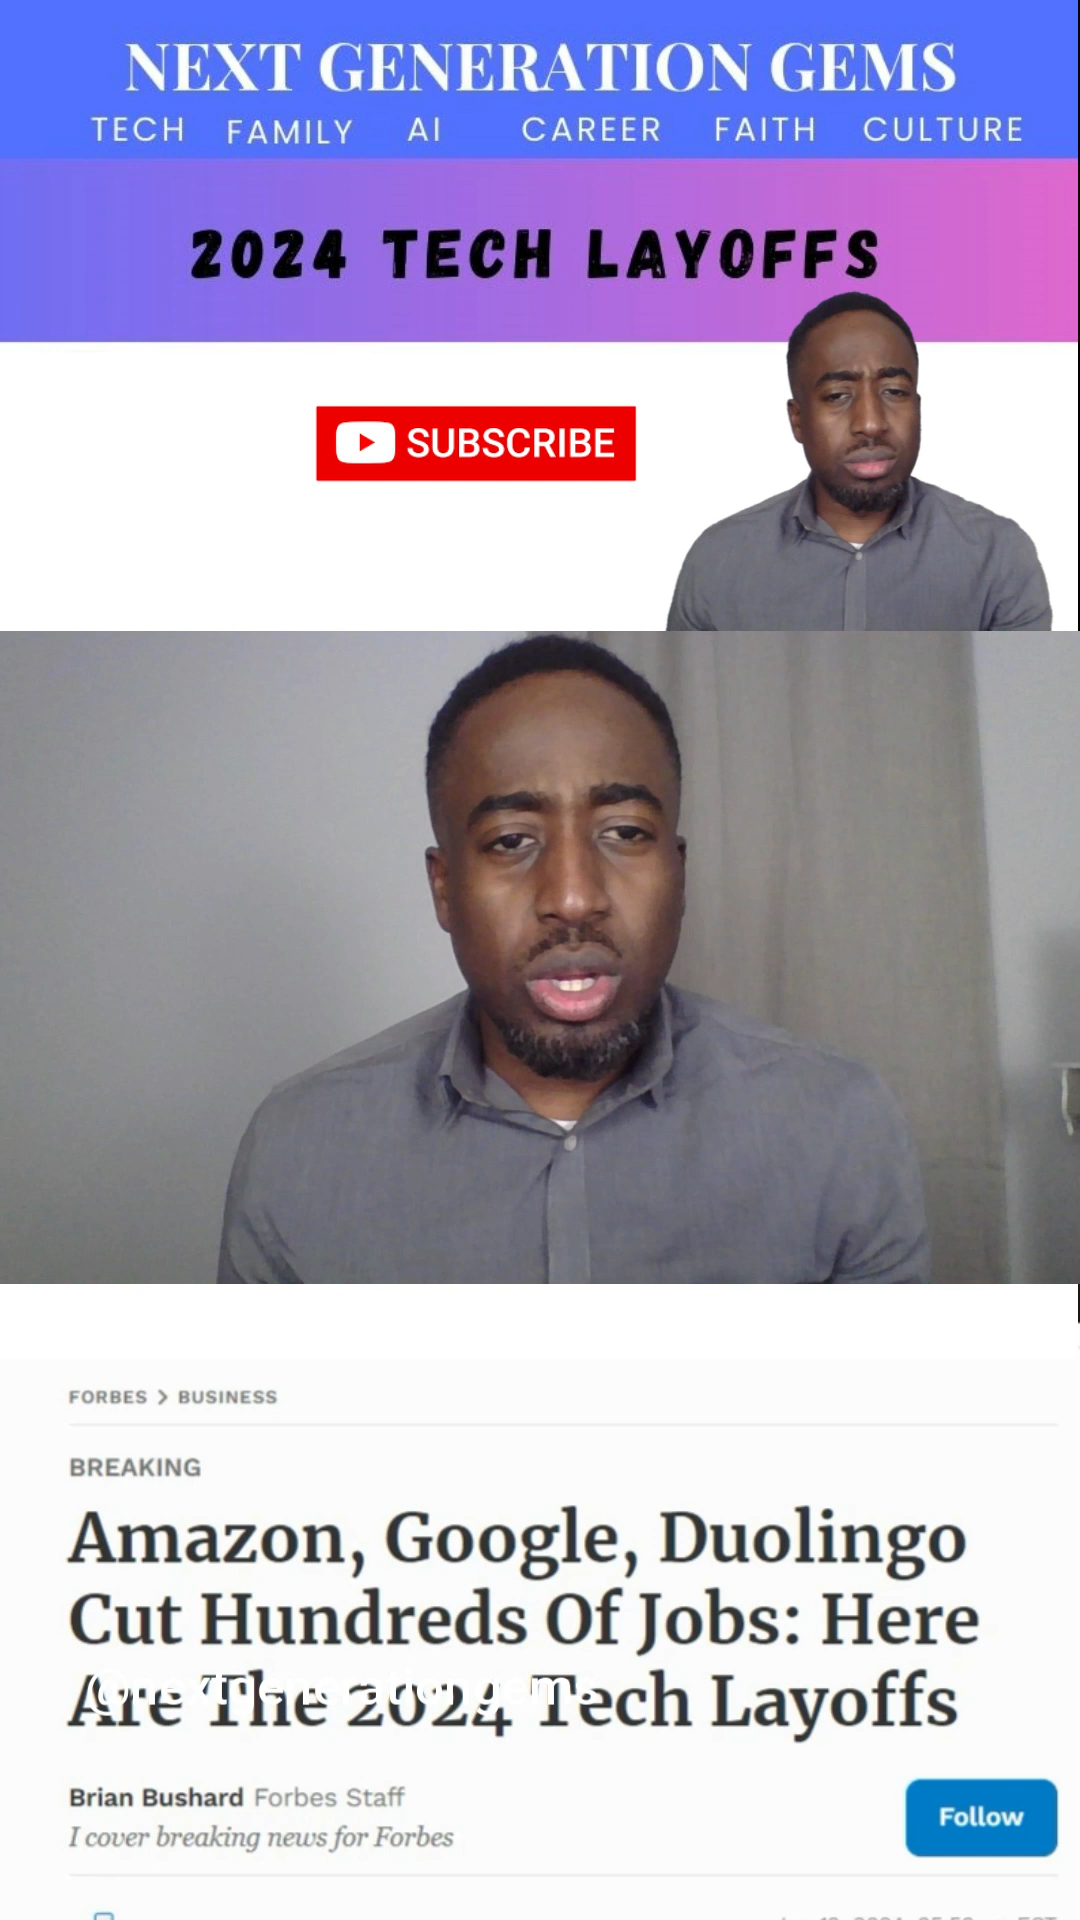 NEXT GENERATION GEMS
TECH FAMILY AI CAREER FAITH CULTURE
2024 TECH LAYOFFS
SUBSCRIBE
FORBES > BUSINESS
BREAKING
Amazon, Google, Duolingo
Cut Hundreds Of Jobs: Here
Are The 2024 Tech Layoffs
@nextgenerationgems
Brian Bushard Forbes Staff
I cover breaking news for Forbes
Follow